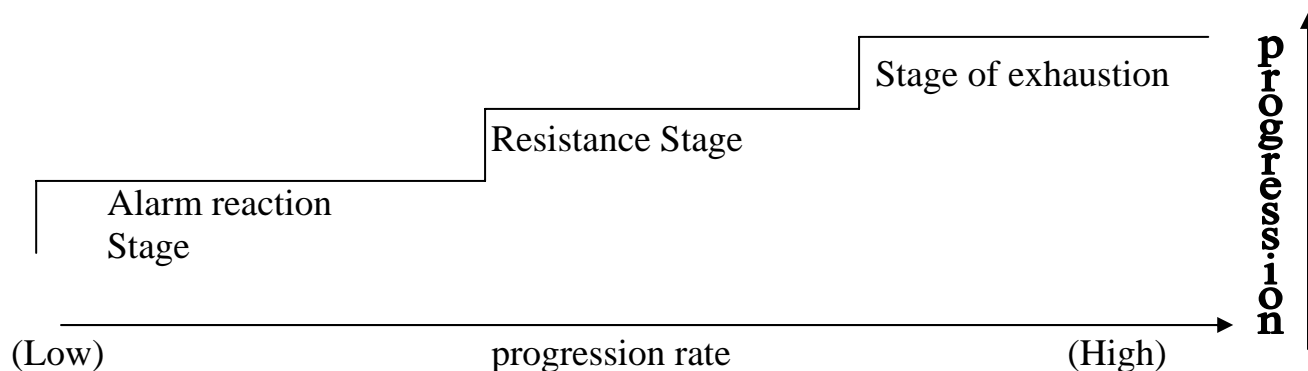 Stage of exhaustion
Resistance Stage
Alarm reaction
Stage
(Low)
progression rate
(High)
progression